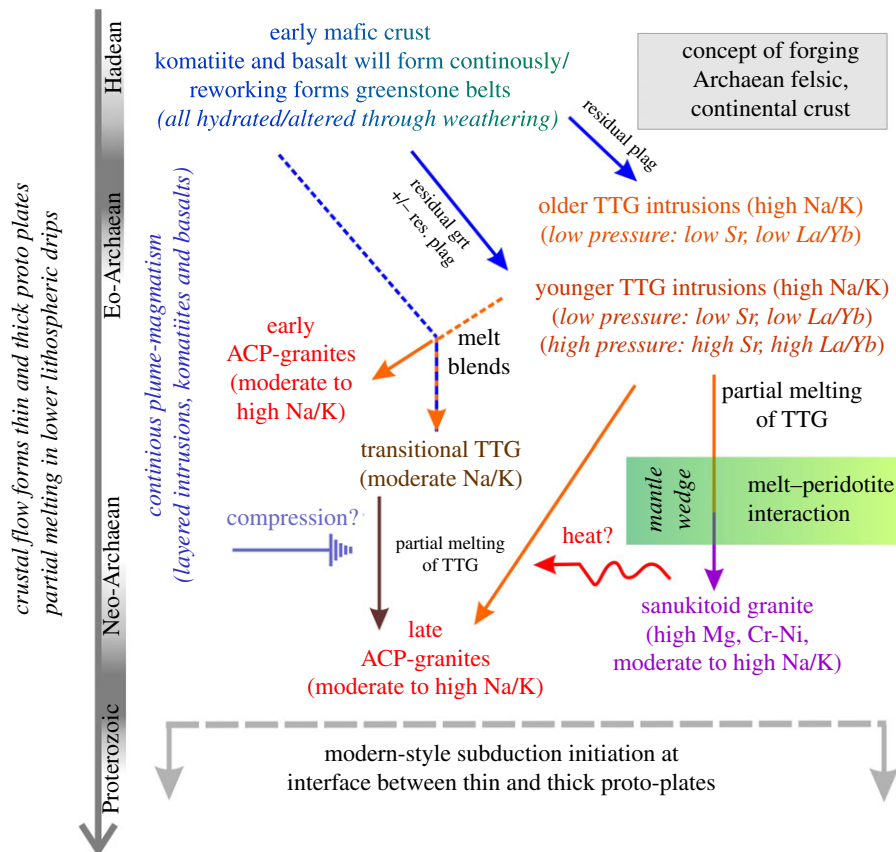 crustal flow forms thin and thick proto plates
partial melting in lower lithospheric drips
Hadean
Eo-Archaean
Neo-Archaean
Proterozoic
early mafic crust
komatiite and basalt will form continously/
reworking forms greenstone belts
(all hydrated/altered through weathering)
concept of forging
Archaean felsic,
continental crust
residual plag
residual grt
+/– res. plag
older TTG intrusions (high Na/K)
(low pressure: low Sr, low La/Yb)
younger TTG intrusions (high Na/K)
(low pressure: low Sr, low La/Yb)
(high pressure: high Sr, high La/Yb)
continious plume-magmatism
(layered intrusions, komatiites and basalts)
early
ACP-granites
(moderate to
high Na/K)
melt
blends
partial melting
of TTG
transitional TTG
(moderate Na/K)
mantle
wedge
melt–peridotite
interaction
compression?
partial melting
of TTG
heat?
sanukitoid granite
(high Mg, Cr-Ni,
moderate to high Na/K)
late
ACP-granites
(moderate to high Na/K)
modern-style subduction initiation at
interface between thin and thick proto-plates